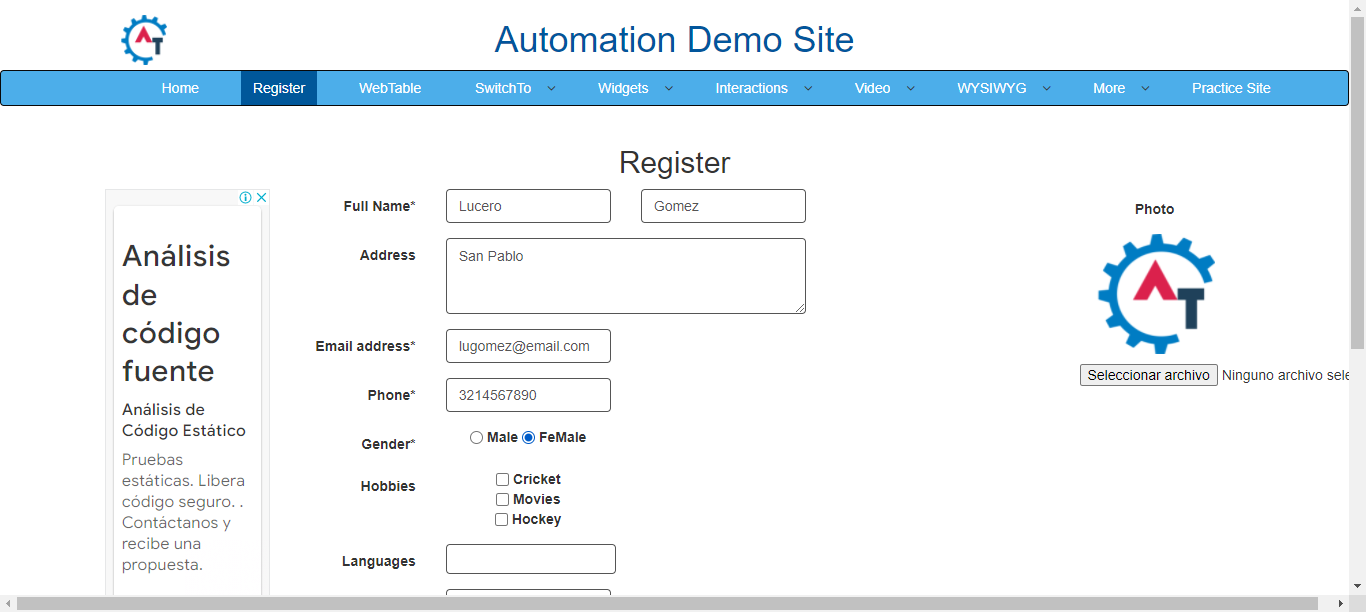 AT
Automation Demo Site
Home Register WebTable SwitchTo Widgets Interactions Video WYSIWYG More Practice Site
Register
Análisis
de
código
fuente
Análisis de
Código Estático
Pruebas
estáticas. Libera
código seguro. .
Contáctanos y
recibe una
propuesta.
Full Name* Lucero Gomez
Address San Pablo
Email address* lugomez@email.com
Phone* 3214567890
Gender* Male FeMale
Hobbies Cricket
Movies
Hockey
Languages
Photo
AT
Seleccionar archivo Ninguno archivo sele